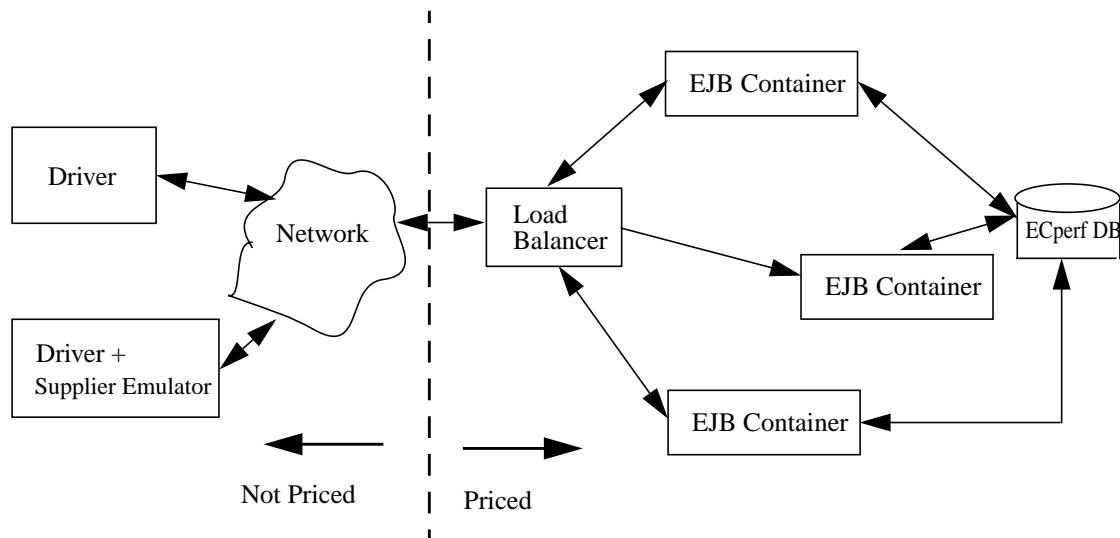 EJB Container
Driver
Network
Load
Balancer
ECperf DB
EJB Container
Driver +
Supplier Emulator
EJB Container
Not Priced
Priced